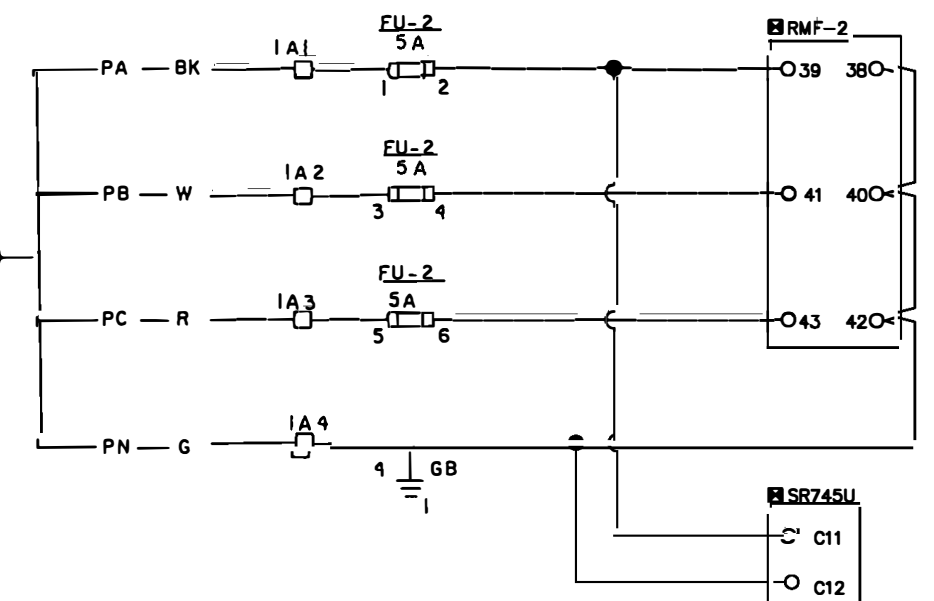 FU-2
5A
RMF-2
PA — BK
1A1
1
2
39
38
FU-2
5A
PB — W
1A2
3
4
41
40
FU-2
5A
PC — R
1A3
5
6
43
42
PN — G
1A4
4
GB
1
SR745U
C11
C12